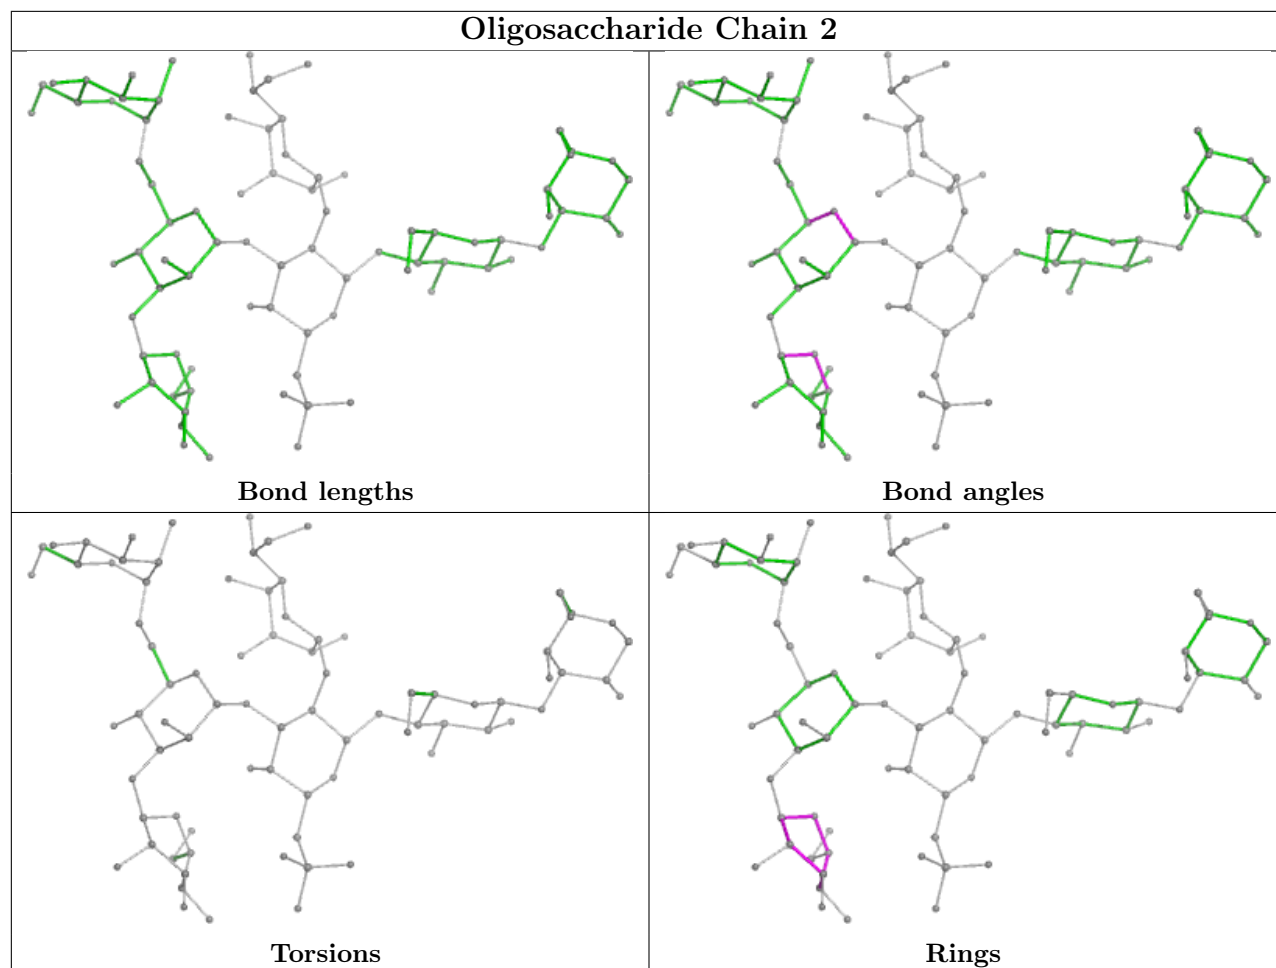 Oligosaccharide Chain 2
Bond lengths
Bond angles
Torsions
Rings